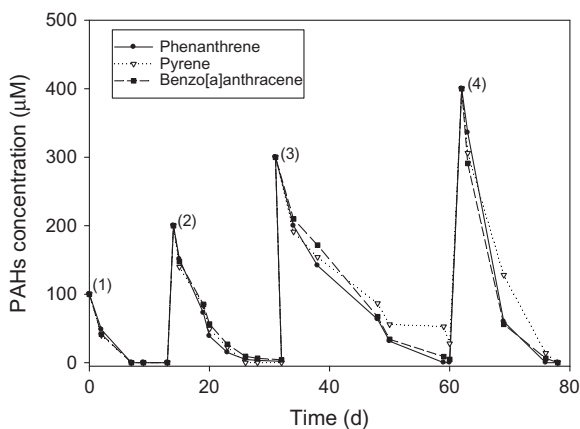 500
400
300
200
100
0
PAHs concentration (μM)
Phenanthrene
Pyrene
Benzo[a]anthracene
(1)
(2)
(3)
(4)
0 20 40 60 80
Time (d)